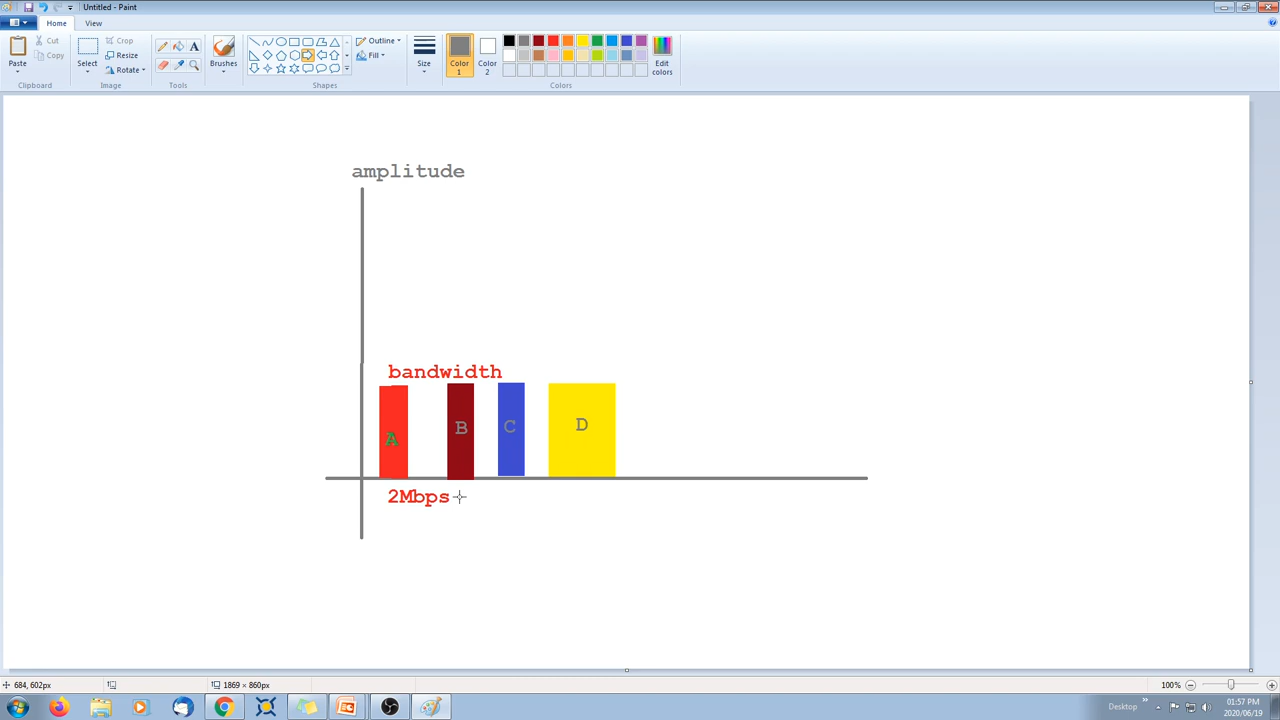 Untitled - Paint
Home
View
Paste
Cut
Copy
Clipboard
Select
Crop
Resize
Rotate
Image
A
Tools
Brushes
Outline
Fill
Shapes
Size
Color
1
Color
2
Edit
colors
Colors
amplitude
bandwidth
A
B
C
D
2Mbps
684, 602px
1869 × 860px
100%
Desktop
01:57 PM
2020/06/19